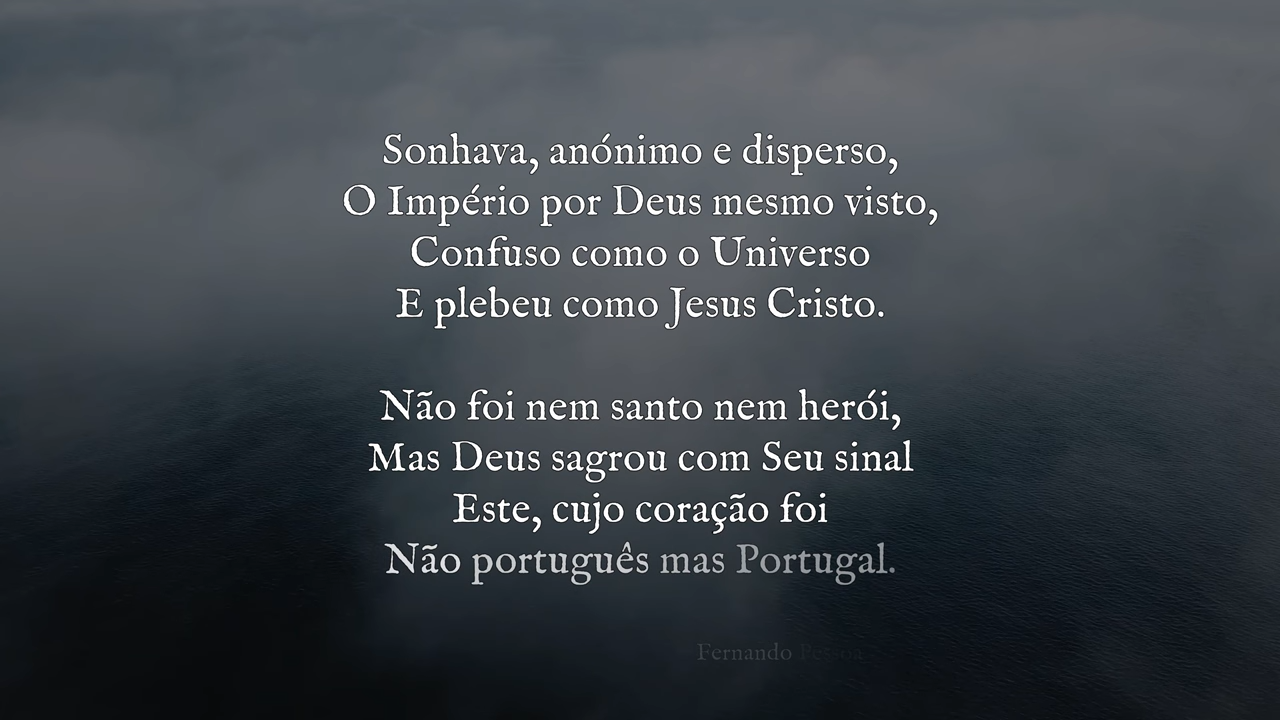 Sonhava, anónimo e disperso,
O Império por Deus mesmo visto,
Confuso como o Universo
E plebeu como Jesus Cristo.
Não foi nem santo nem herói,
Mas Deus sagrou com Seu sinal
Este, cujo coração foi
Não português mas Portugal.
Fernando Pessoa